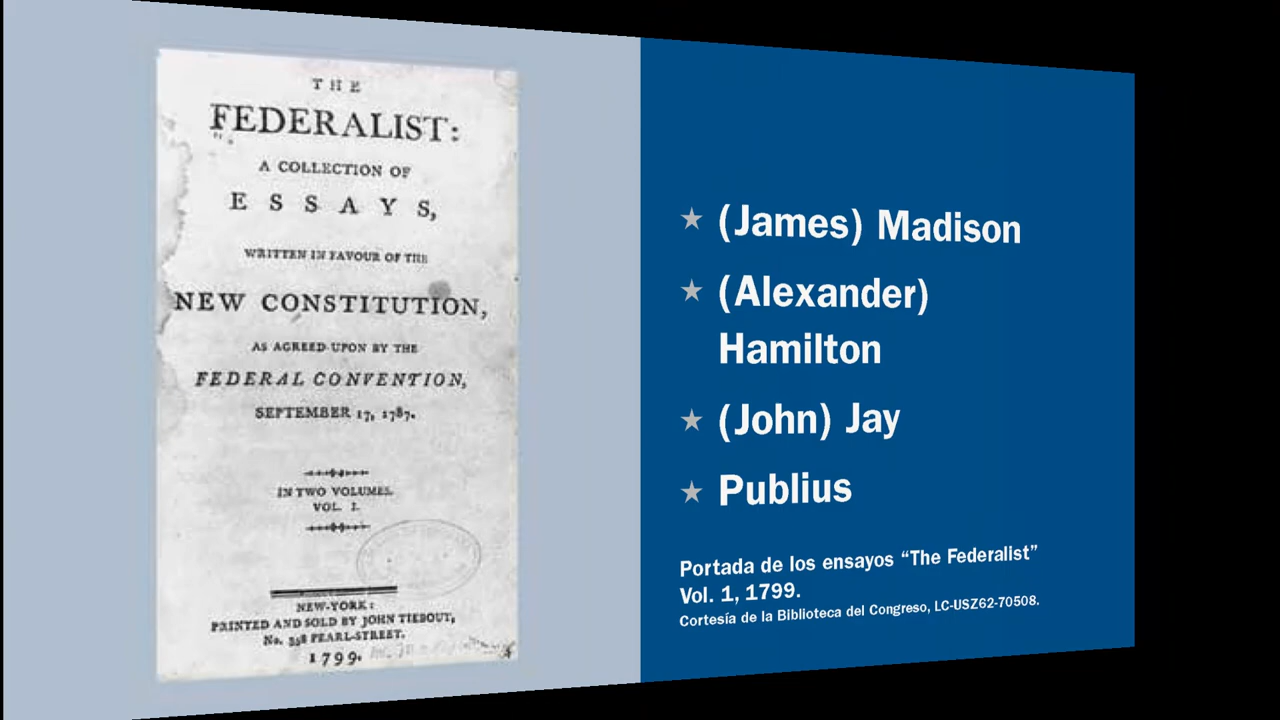 THE
FEDERALIST:
A COLLECTION OF
ESSAYS,
WRITTEN IN FAVOUR OF THE
NEW CONSTITUTION,
AS AGREED UPON BY THE
FEDERAL CONVENTION,
SEPTEMBER 17, 1787.
IN TWO VOLUMES.
VOL. I.
NEW-YORK:
PRINTED AND SOLD BY JOHN TIEBOUT,
No. 358 PEARL-STREET.
1799.
★ (James) Madison
★ (Alexander)
Hamilton
★ (John) Jay
★ Publius
Portada de los ensayos “The Federalist”
Vol. 1, 1799.
Cortesía de la Biblioteca del Congreso, LC-USZ62-70508.